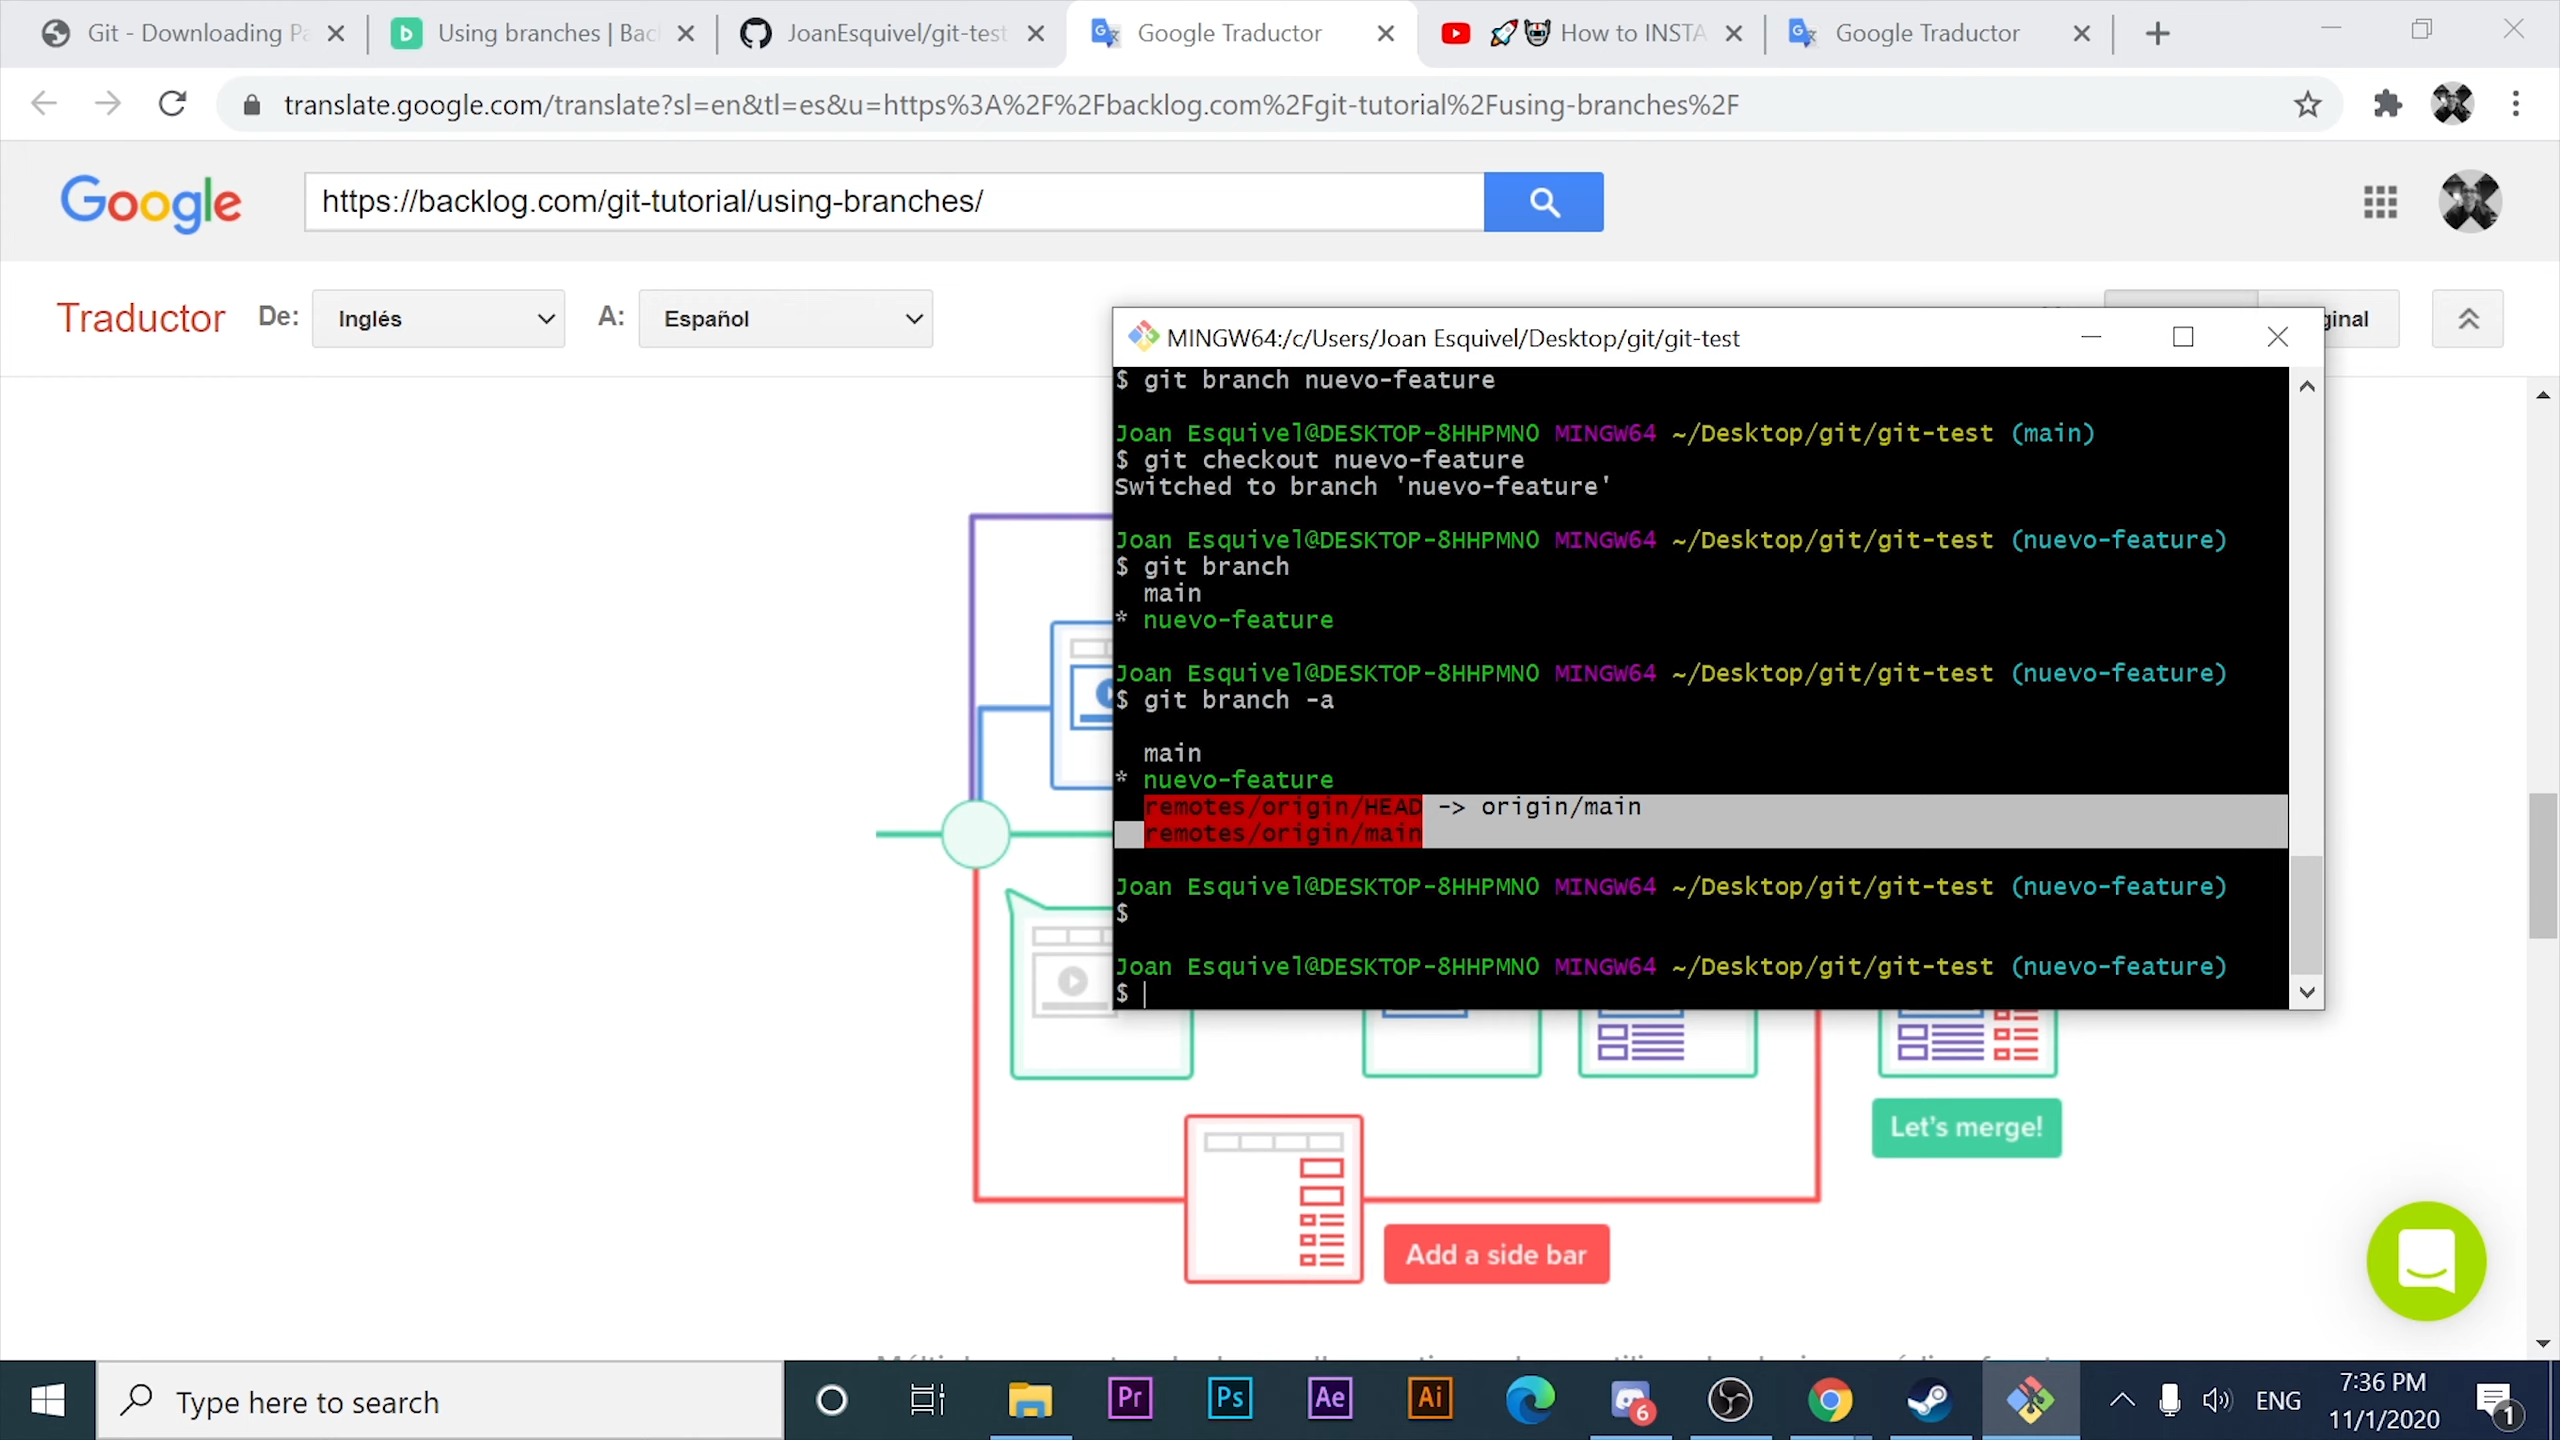 Git - Downloading Pa
Using branches | Bac
JoanEsquivel/git-test
Google Traductor
How to INSTA
Google Traductor
translate.google.com/translate?sl=en&tl=es&u=https%3A%2F%2Fbacklog.com%2Fgit-tutorial%2Fusing-branches%2F
Google
https://backlog.com/git-tutorial/using-branches/
Traductor
De:
Inglés
A:
Español
ginal
MINGW64:/c/Users/Joan Esquivel/Desktop/git/git-test
$ git branch nuevo-feature
Joan Esquivel@DESKTOP-8HHPMNO MINGW64 ~/Desktop/git/git-test (main)
$ git checkout nuevo-feature
Switched to branch 'nuevo-feature'
Joan Esquivel@DESKTOP-8HHPMNO MINGW64 ~/Desktop/git/git-test (nuevo-feature)
$ git branch
main
* nuevo-feature
Joan Esquivel@DESKTOP-8HHPMNO MINGW64 ~/Desktop/git/git-test (nuevo-feature)
$ git branch -a
main
* nuevo-feature
remotes/origin/HEAD -> origin/main
remotes/origin/main
Joan Esquivel@DESKTOP-8HHPMNO MINGW64 ~/Desktop/git/git-test (nuevo-feature)
$
Joan Esquivel@DESKTOP-8HHPMNO MINGW64 ~/Desktop/git/git-test (nuevo-feature)
$
Let's merge!
Add a side bar
Type here to search
Pr
Ps
Ae
Ai
6
ENG
7:36 PM
11/1/2020
1